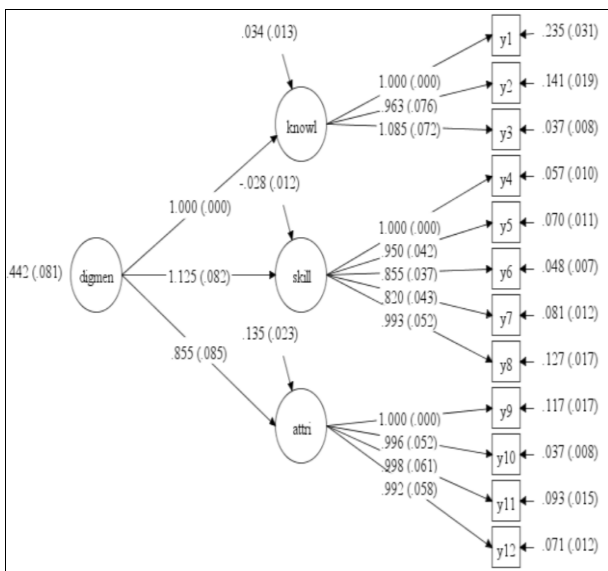 .034 (.013)
y1
.235 (.031)
1.000 (.000)
y2
.141 (.019)
.963 (.076)
knowl
1.085 (.072)
y3
.037 (.008)
-.028 (.012)
y4
.057 (.010)
1.000 (.000)
1.000 (.000)
y5
.070 (.011)
.950 (.042)
.442 (.081)
digmen
1.125 (.082)
skill
.855 (.037)
y6
.048 (.007)
.820 (.043)
y7
.081 (.012)
.993 (.052)
.855 (.085)
.135 (.023)
y8
.127 (.017)
y9
.117 (.017)
1.000 (.000)
attri
.996 (.052)
y10
.037 (.008)
.998 (.061)
.992 (.058)
y11
.093 (.015)
y12
.071 (.012)